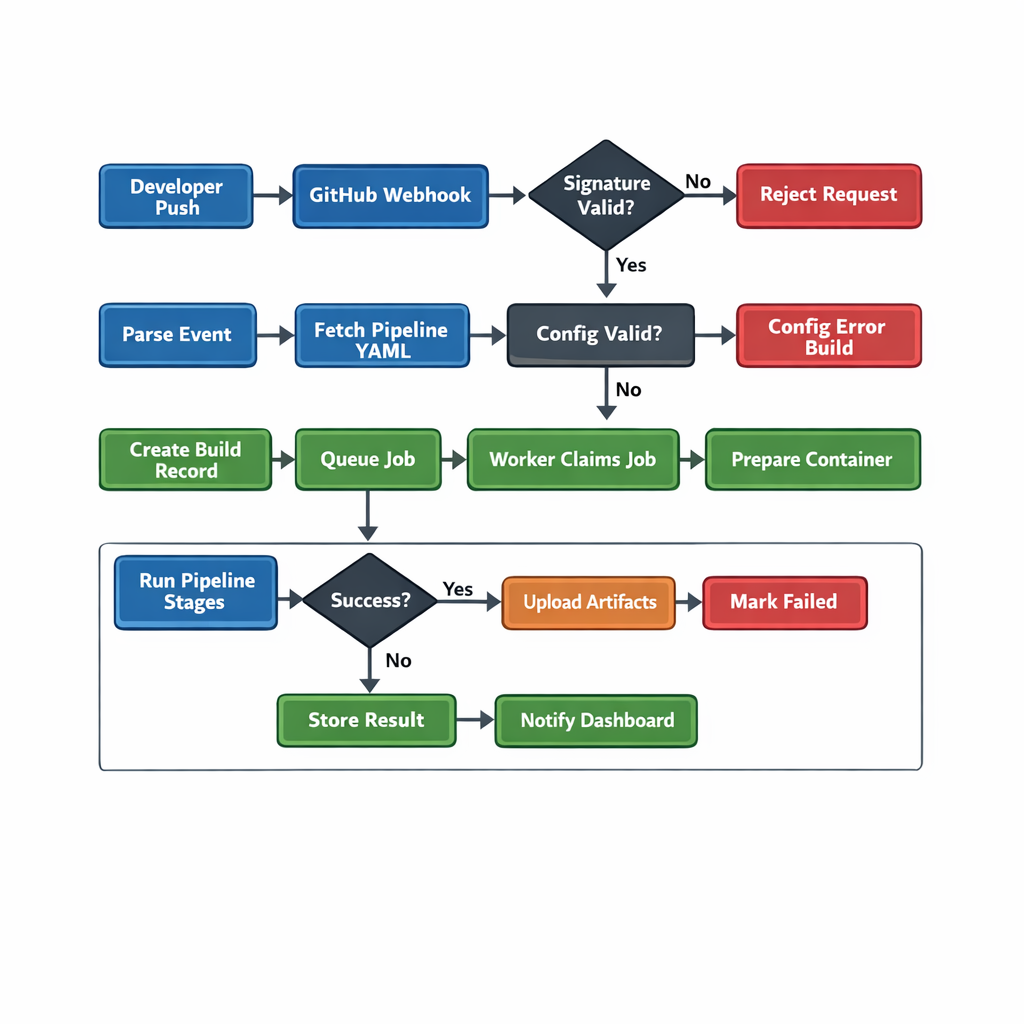 Developer
Push
GitHub Webhook
Signature
Valid?
No
Reject Request
Yes
Parse Event
Fetch Pipeline
YAML
Config Valid?
Config Error
Build
No
Create Build
Record
Queue Job
Worker Claims Job
Prepare Container
Run Pipeline
Stages
Success?
Yes
Upload Artifacts
Mark Failed
No
Store Result
Notify Dashboard